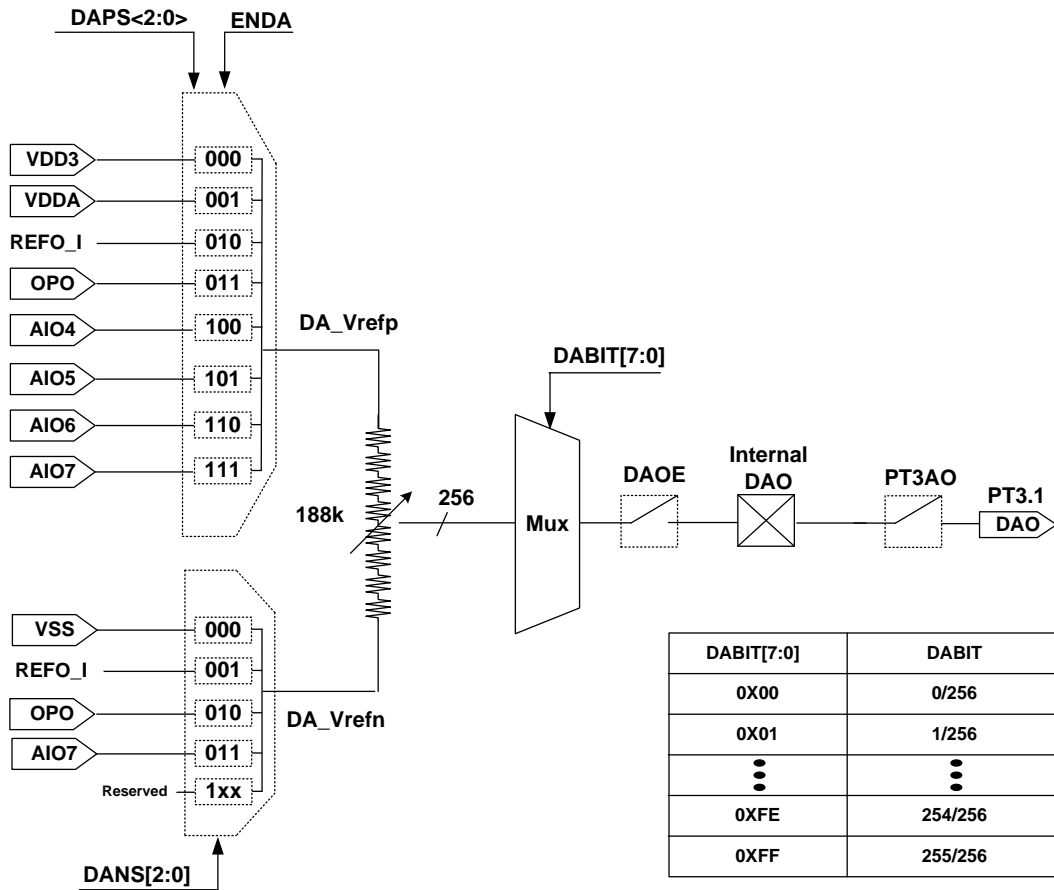 DAPS<2:0>
ENDA
VDD3
000
VDDA
001
REFO_I
010
OPO
011
AIO4
100
AIO5
101
AIO6
110
AIO7
111
DA_Vrefp
188k
256
DABIT[7:0]
Mux
DAOE
Internal
DAO
PT3AO
PT3.1
DAO
VSS
000
REFO_I
001
OPO
010
AIO7
011
Reserved
1xx
DA_Vrefn
DANS[2:0]
DABIT[7:0] DABIT
0X00 0/256
0X01 1/256
0XFE 254/256
0XFF 255/256